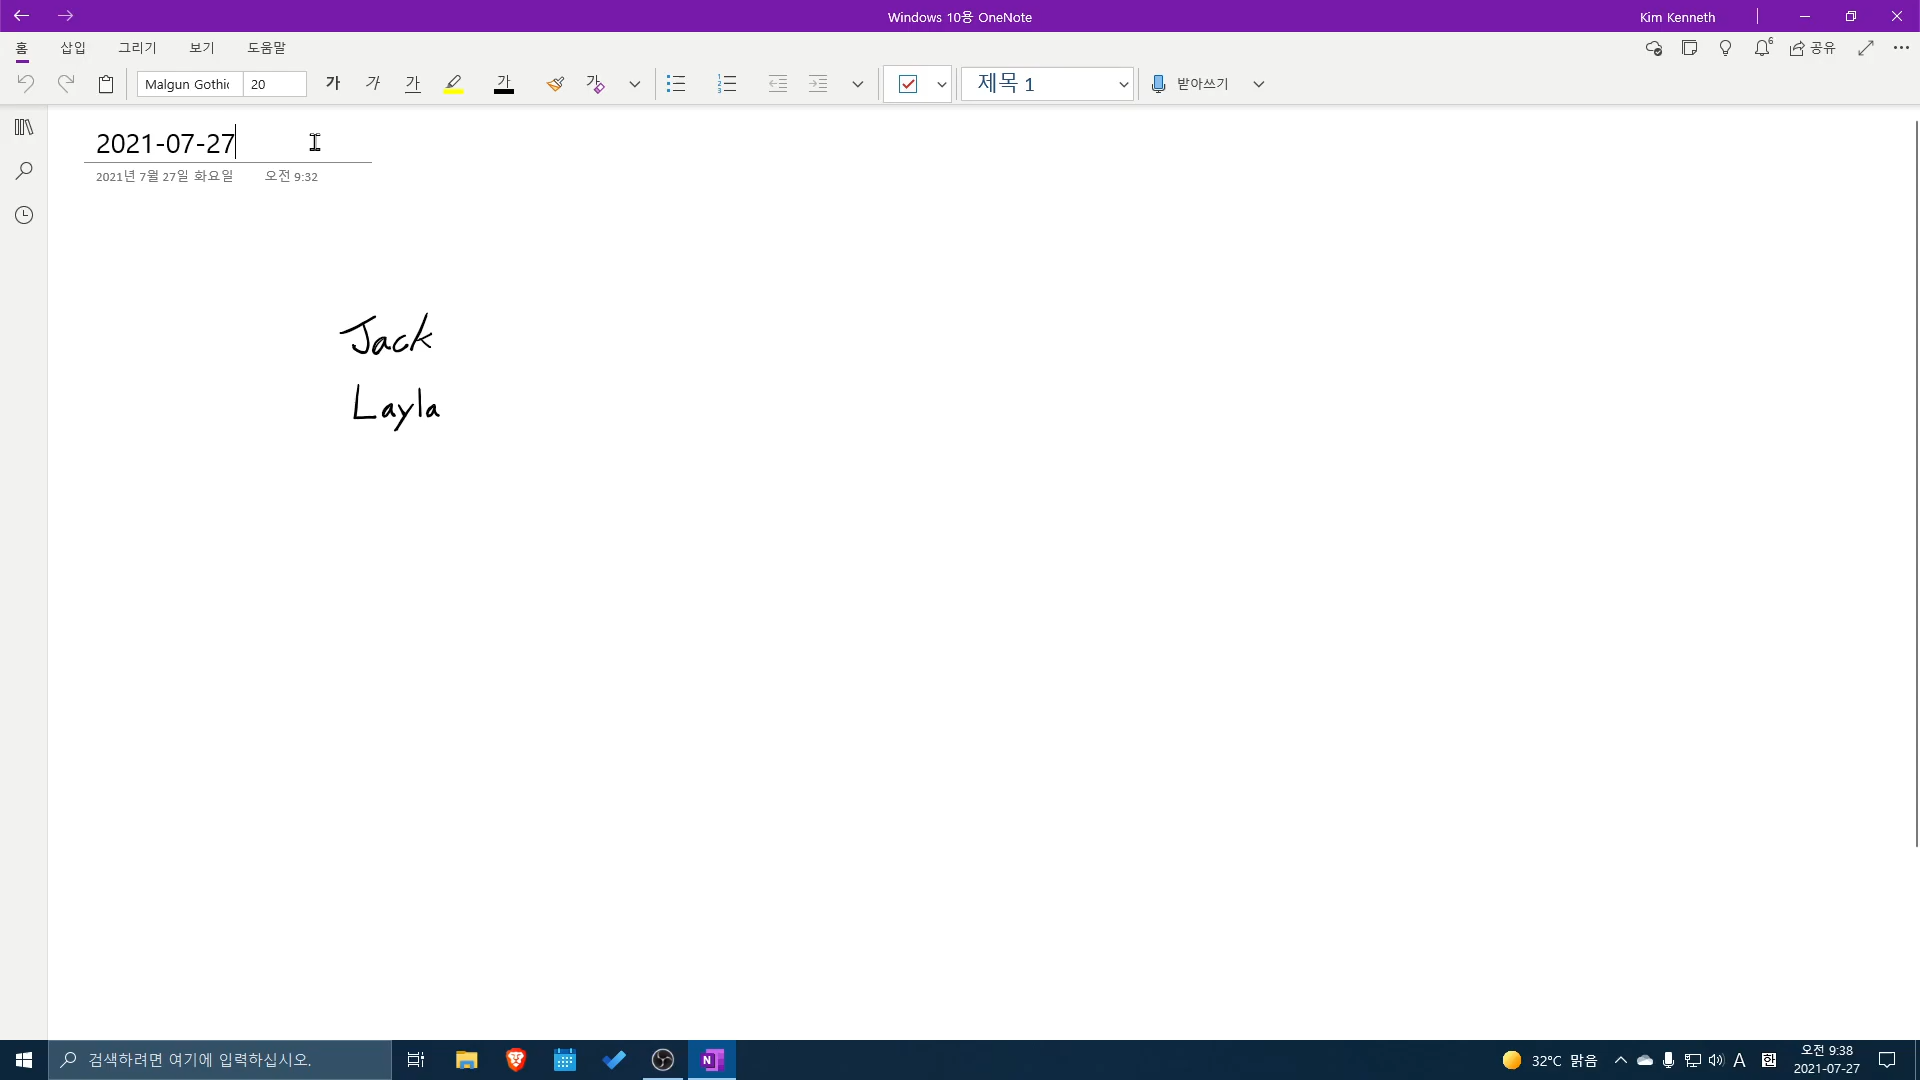 Windows 10용 OneNote
Kim Kenneth
홈 삽입 그리기 보기 도움말
6 공유
Malgun Gothic 20 가 가 가 가 가 제목 1 받아쓰기
2021-07-27
2021년 7월 27일 화요일 오전 9:32
Jack
Layla
검색하려면 여기에 입력하십시오.
32°C 맑음 A 한
오전 9:38
2021-07-27